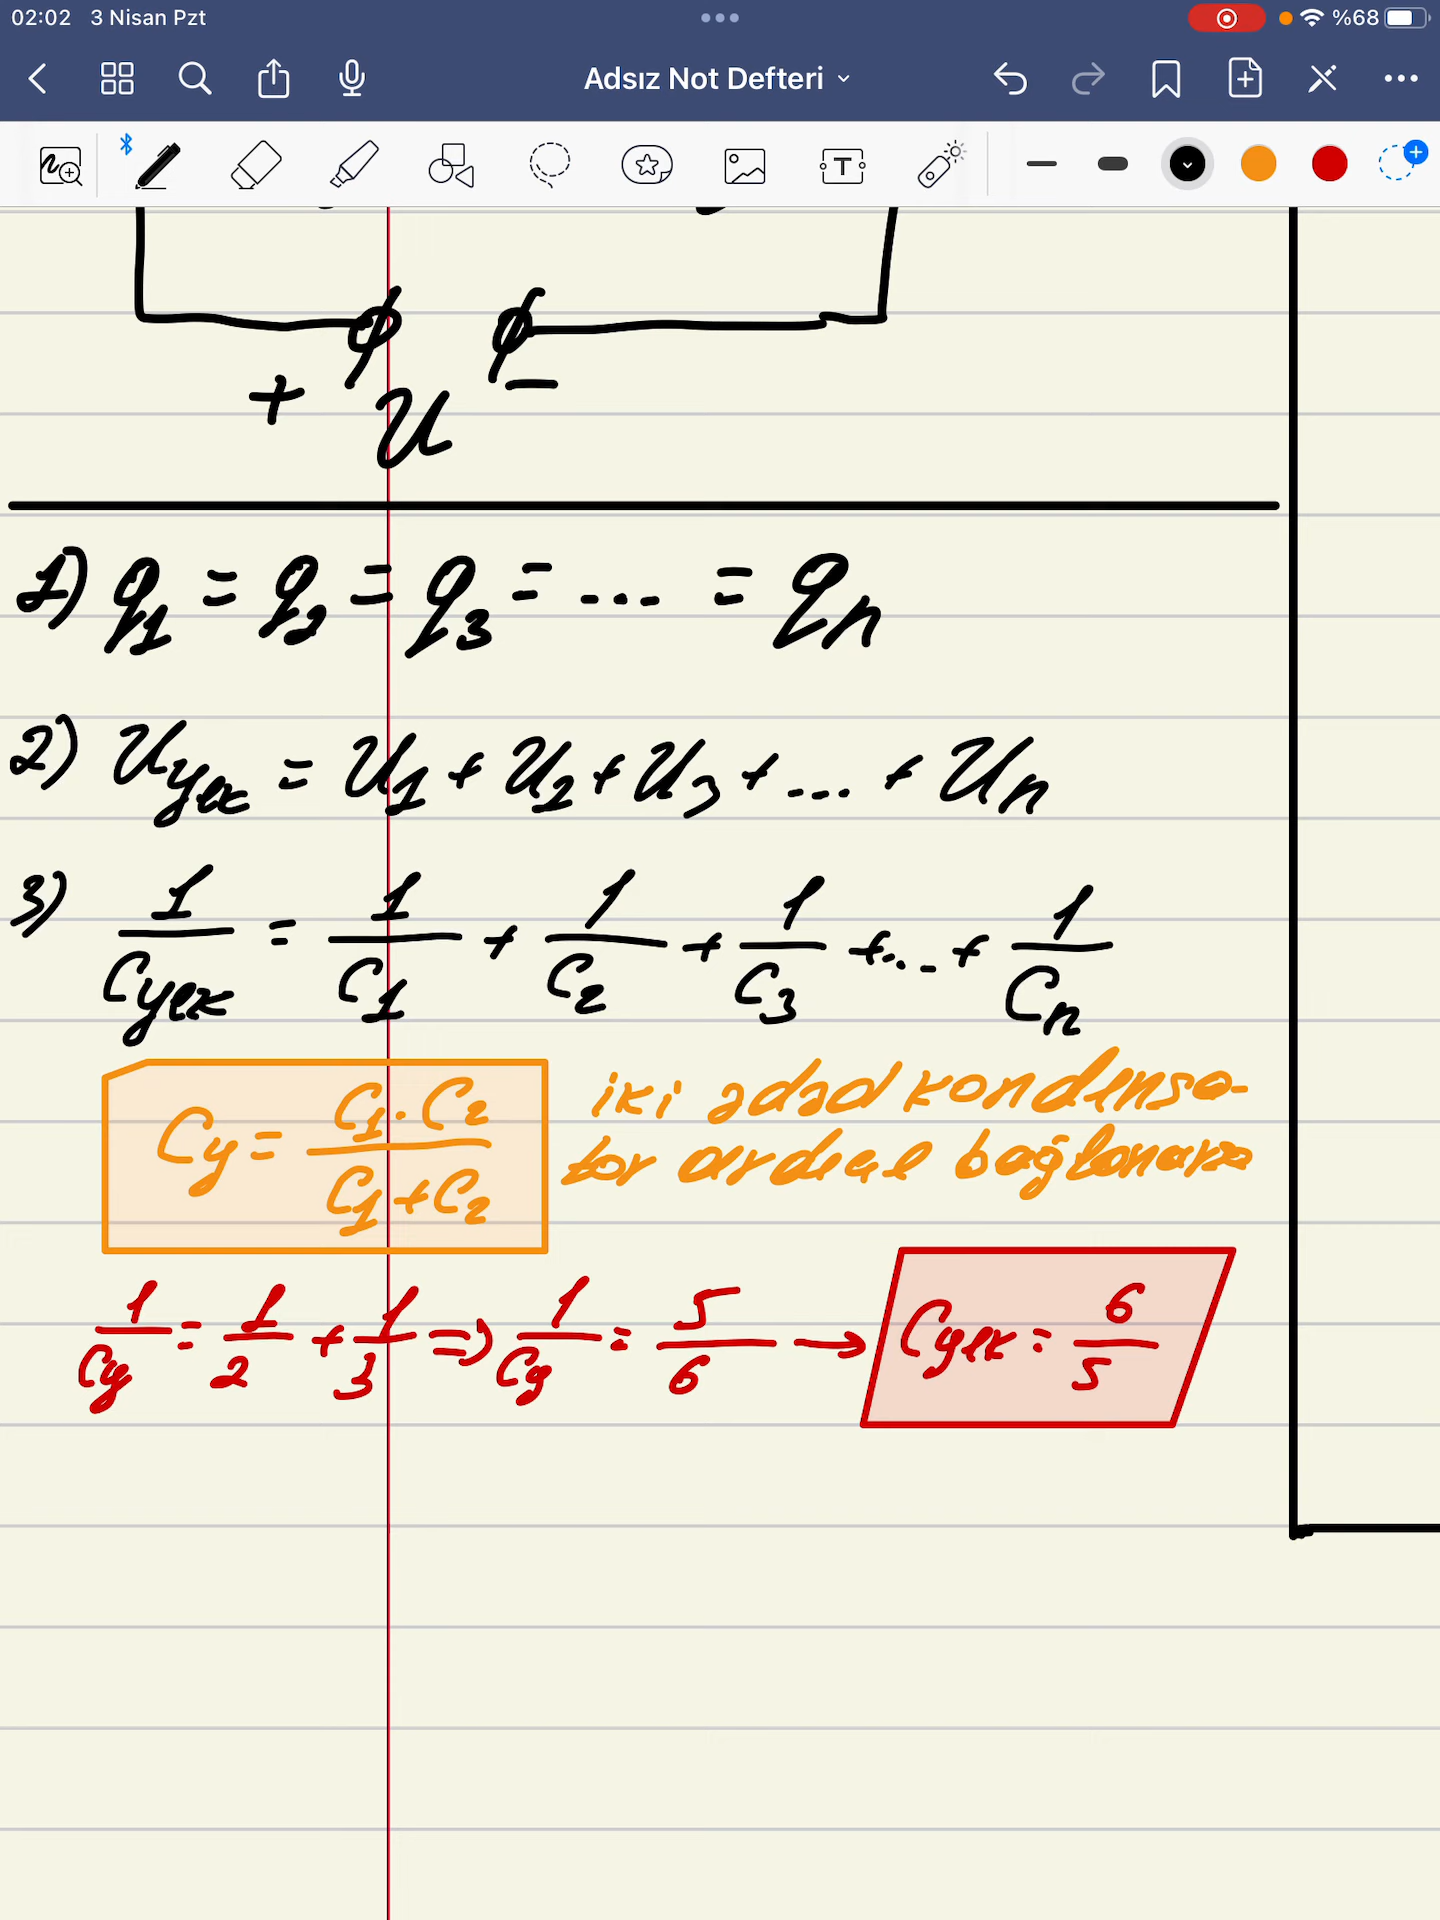 02:02 3 Nisan Pzt %68
Adsız Not Defteri
T
+ U −
1) q₁ = q₂ = q₃ = ... = qₙ
2) Uyek = U₁ + U₂ + U₃ + ... + Uₙ
3) 1/Cyek = 1/C₁ + 1/C₂ + 1/C₃ + ... + 1/Cₙ
Cy = C₁·C₂/C₁+C₂
iki ədəd kondensa-
tor ardıcıl bağlanarsa
1/Cy = 1/2 + 1/3 => 1/Cy = 5/6 → Cyek = 6/5